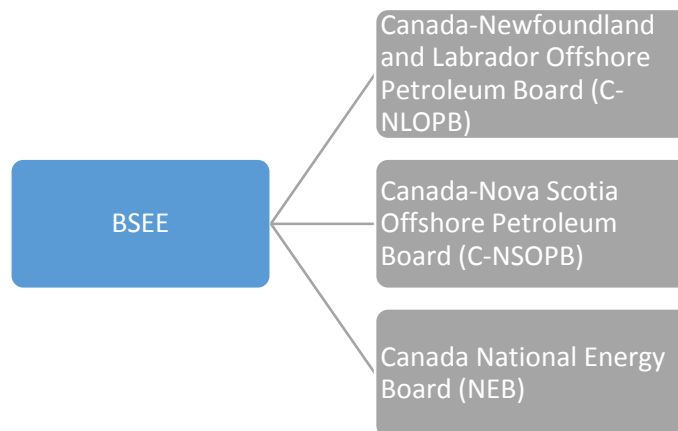 BSEE
Canada-Newfoundland
and Labrador Offshore
Petroleum Board (C-
NLOPB)
Canada-Nova Scotia
Offshore Petroleum
Board (C-NSOPB)
Canada National Energy
Board (NEB)